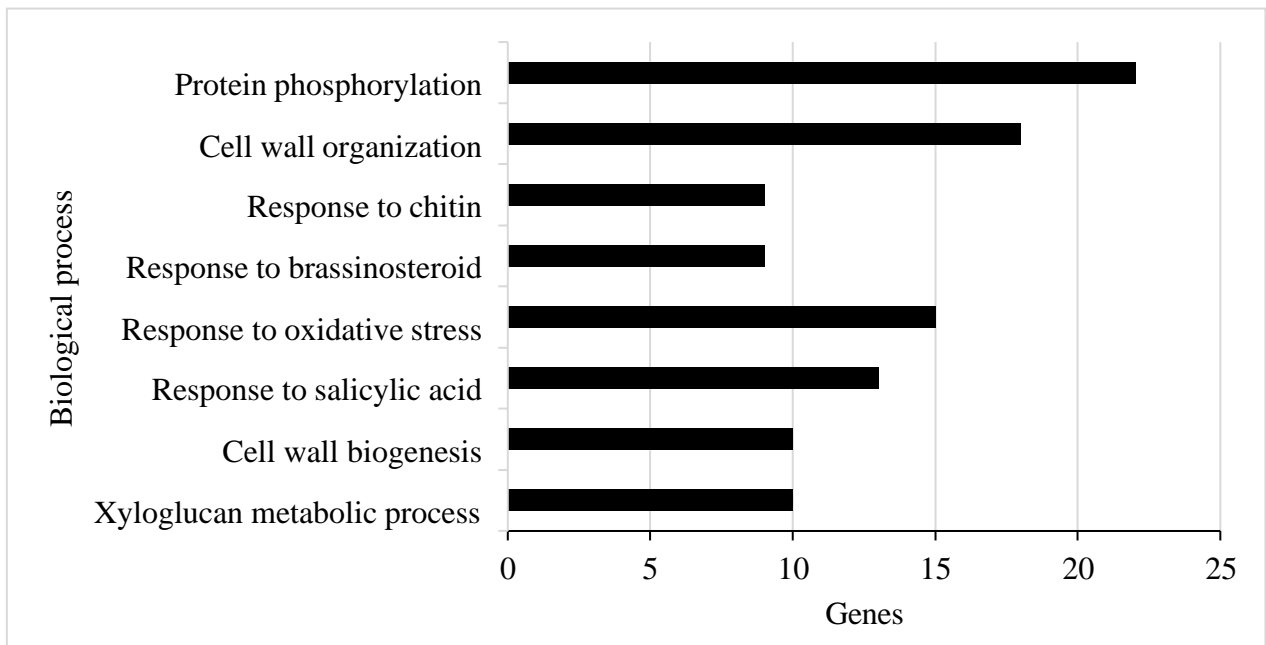 Biological process
Protein phosphorylation
Cell wall organization
Response to chitin
Response to brassinosteroid
Response to oxidative stress
Response to salicylic acid
Cell wall biogenesis
Xyloglucan metabolic process
0 5 10 15 20 25
Genes